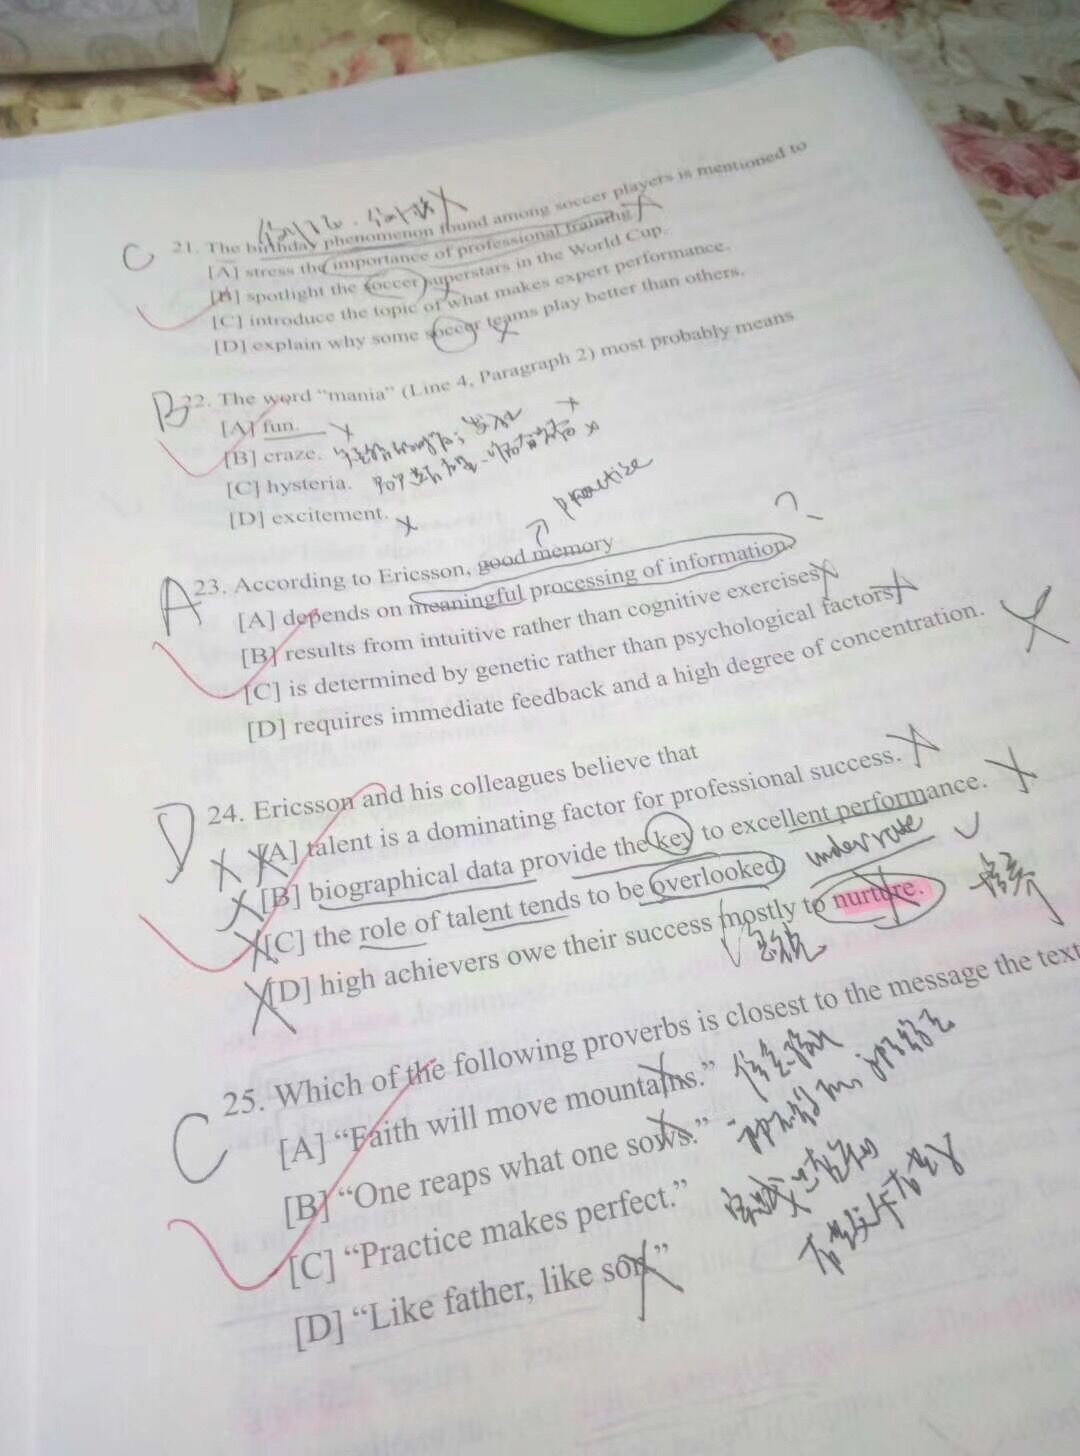 C 21. The birthday phenomenon found among soccer players is mentioned to
[A] stress the importance of professional training.
[B] spotlight the soccer superstars in the World Cup.
[C] introduce the topic of what makes expert performance.
[D] explain why some soccer teams play better than others.
B 22. The word "mania" (Line 4, Paragraph 2) most probably means
[A] fun.
[B] craze.
[C] hysteria.
[D] excitement.
practise
A 23. According to Ericsson, good memory
[A] depends on meaningful processing of information.
[B] results from intuitive rather than cognitive exercises.
[C] is determined by genetic rather than psychological factors.
[D] requires immediate feedback and a high degree of concentration.
D 24. Ericsson and his colleagues believe that
[A] talent is a dominating factor for professional success.
[B] biographical data provide the key to excellent performance.
[C] the role of talent tends to be overlooked. underrate
[D] high achievers owe their success mostly to nurture. 培养
忽视
C 25. Which of the following proverbs is closest to the message the text
[A] "Faith will move mountains."
[B] "One reaps what one sows."
[C] "Practice makes perfect."
[D] "Like father, like son."